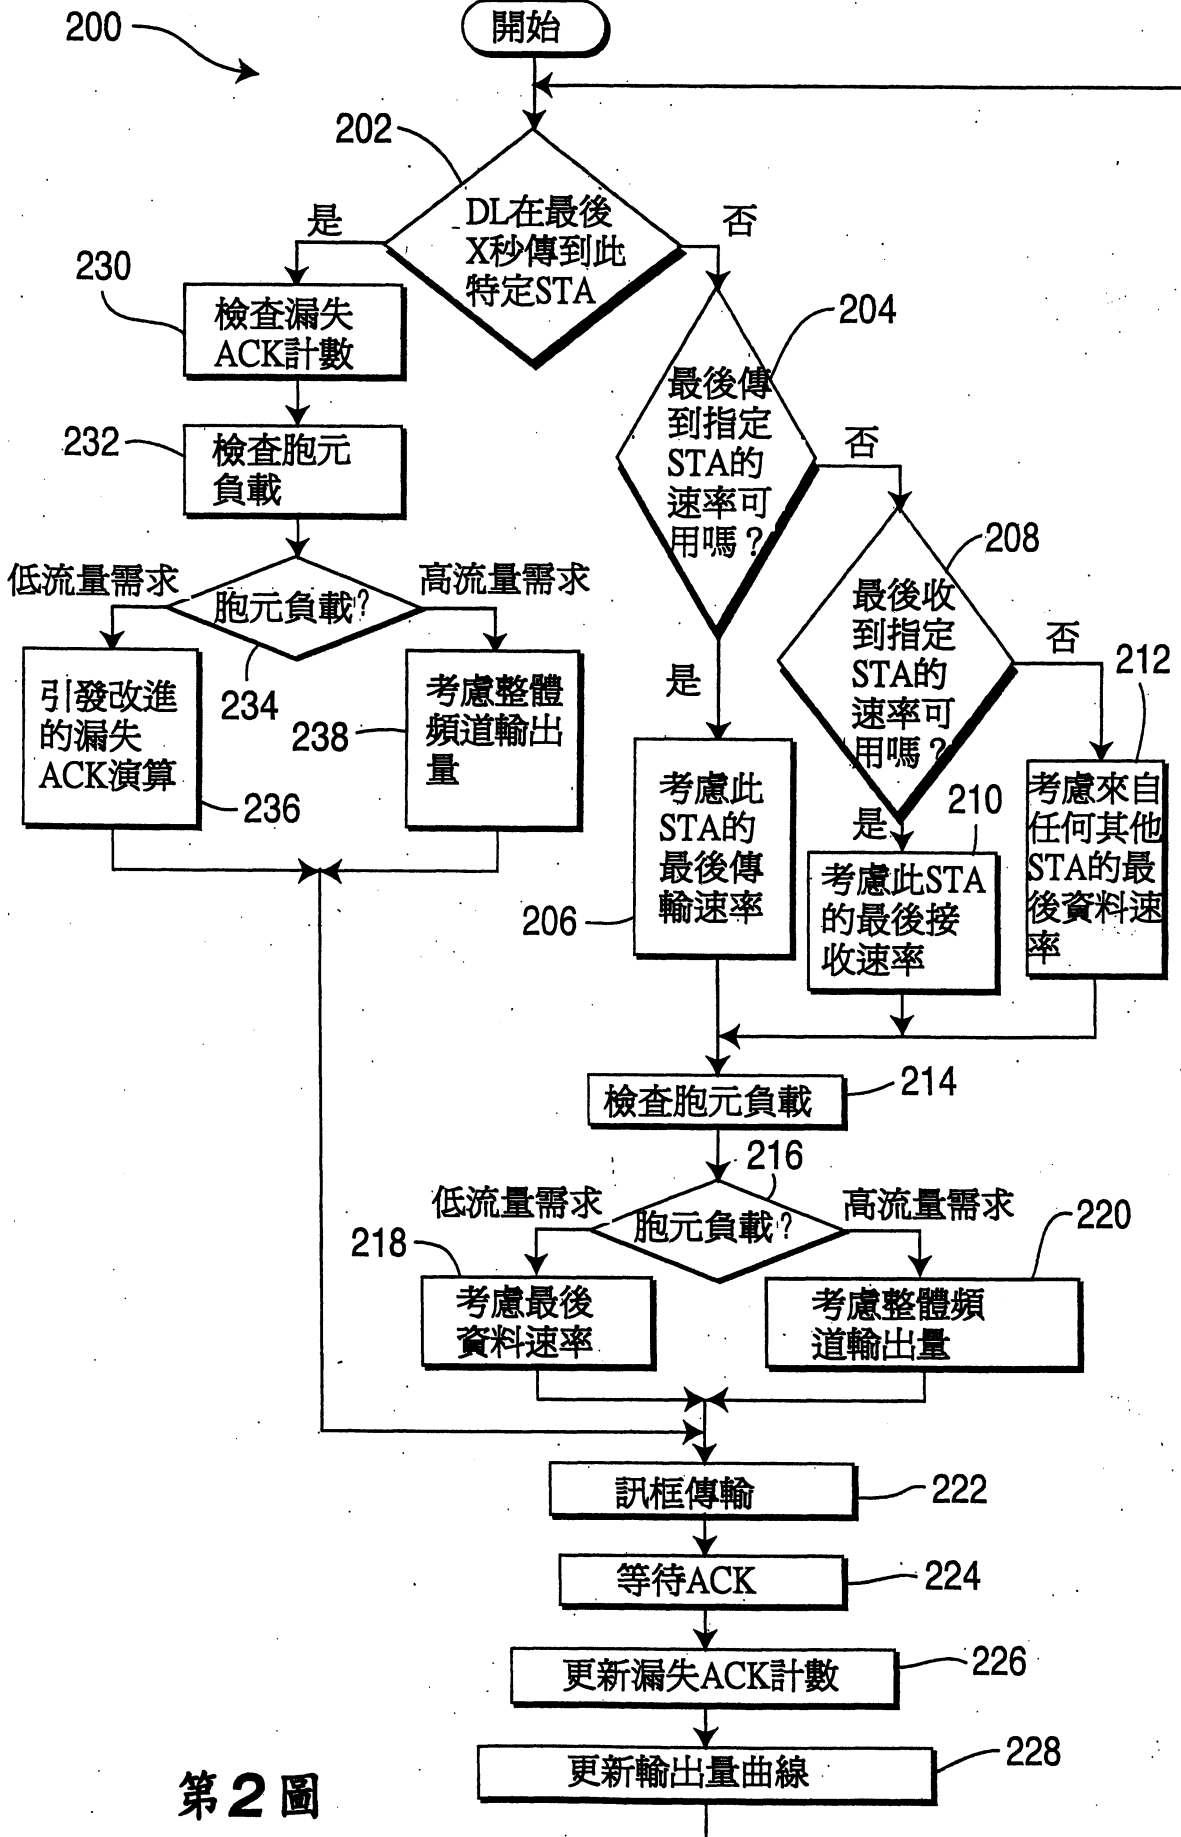 200
開始
202
DL在最後
X秒傳到此
特定STA
是
否
230
檢查漏失
ACK計數
204
最後傳
到指定
STA的
速率可
用嗎？
232
檢查胞元
負載
否
208
最後收
到指定
STA的
速率可
用嗎？
低流量需求
高流量需求
胞元負載？
234
引發改進
的漏失
ACK演算
236
238
考慮整體
頻道輸出
量
是
否
212
考慮此
STA的
最後傳
輸速率
206
是
210
考慮此STA
的最後接
收速率
考慮來自
任何其他
STA的最
後資料速
率
檢查胞元負載
214
216
低流量需求
高流量需求
胞元負載？
218
考慮最後
資料速率
220
考慮整體頻
道輸出量
訊框傳輸
222
等待ACK
224
更新漏失ACK計數
226
更新輸出量曲線
228
第2圖